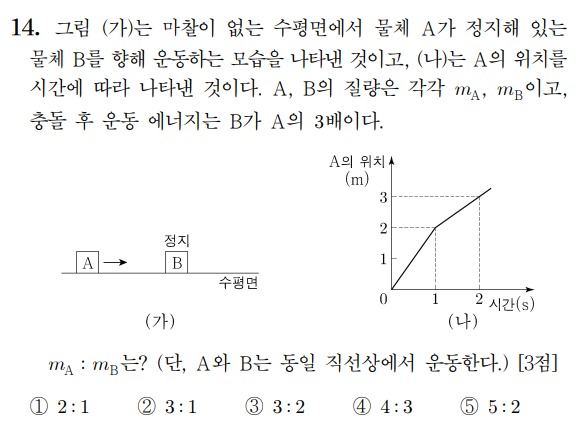 14. 그림 (가)는 마찰이 없는 수평면에서 물체 A가 정지해 있는
물체 B를 향해 운동하는 모습을 나타낸 것이고, (나)는 A의 위치를
시간에 따라 나타낸 것이다. A, B의 질량은 각각 m_A, m_B이고,
충돌 후 운동 에너지는 B가 A의 3배이다.
A의 위치
(m)
3
2
1
0
1
2
시간(s)
정지
A
B
수평면
(가)
(나)
m_A : m_B는? (단, A와 B는 동일 직선상에서 운동한다.) [3점]
① 2 : 1 ② 3 : 1 ③ 3 : 2 ④ 4 : 3 ⑤ 5 : 2